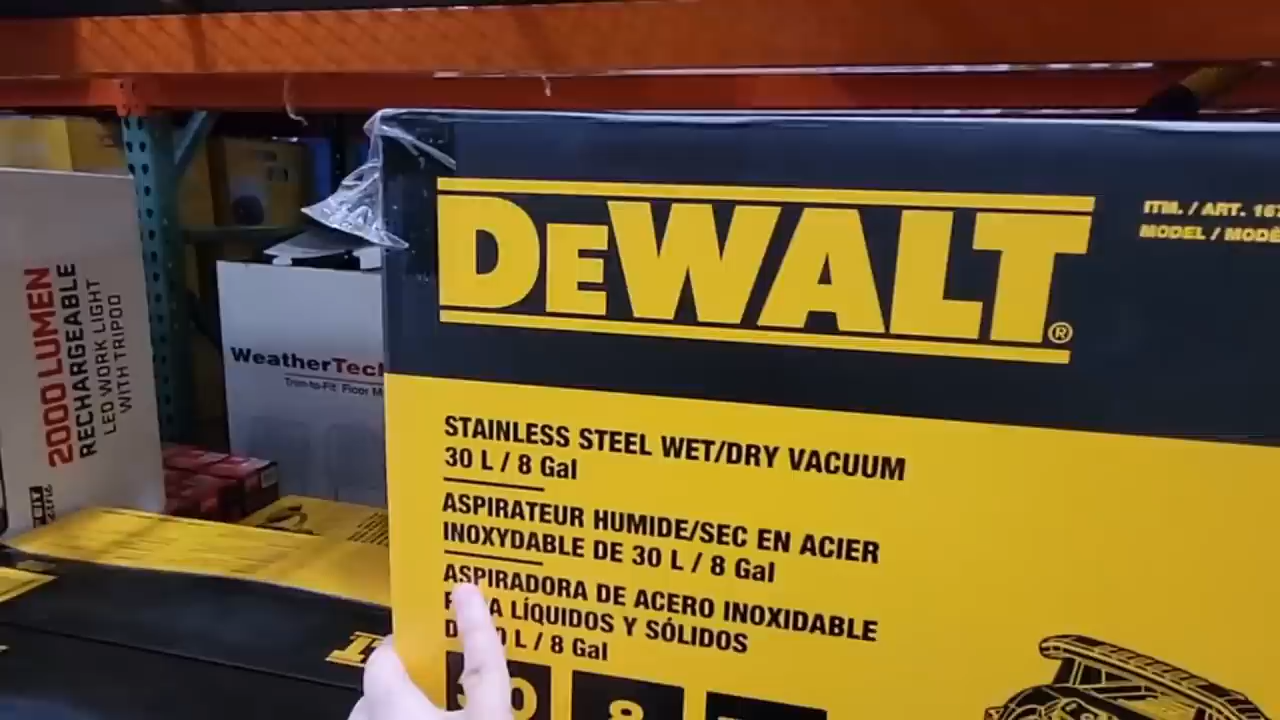 DEWALT®
ITM. / ART.
MODEL /
STAINLESS STEEL WET/DRY VACUUM
30 L / 8 Gal
ASPIRATEUR HUMIDE/SEC EN ACIER
INOXYDABLE DE 30 L / 8 Gal
ASPIRADORA DE ACERO INOXIDABLE
LÍQUIDOS Y SÓLIDOS
L / 8 Gal
8
2000 LUMEN
RECHARGEABLE
LED WORK LIGHT
WITH TRIPOD
WeatherTech
Trim-to-Fit Floor